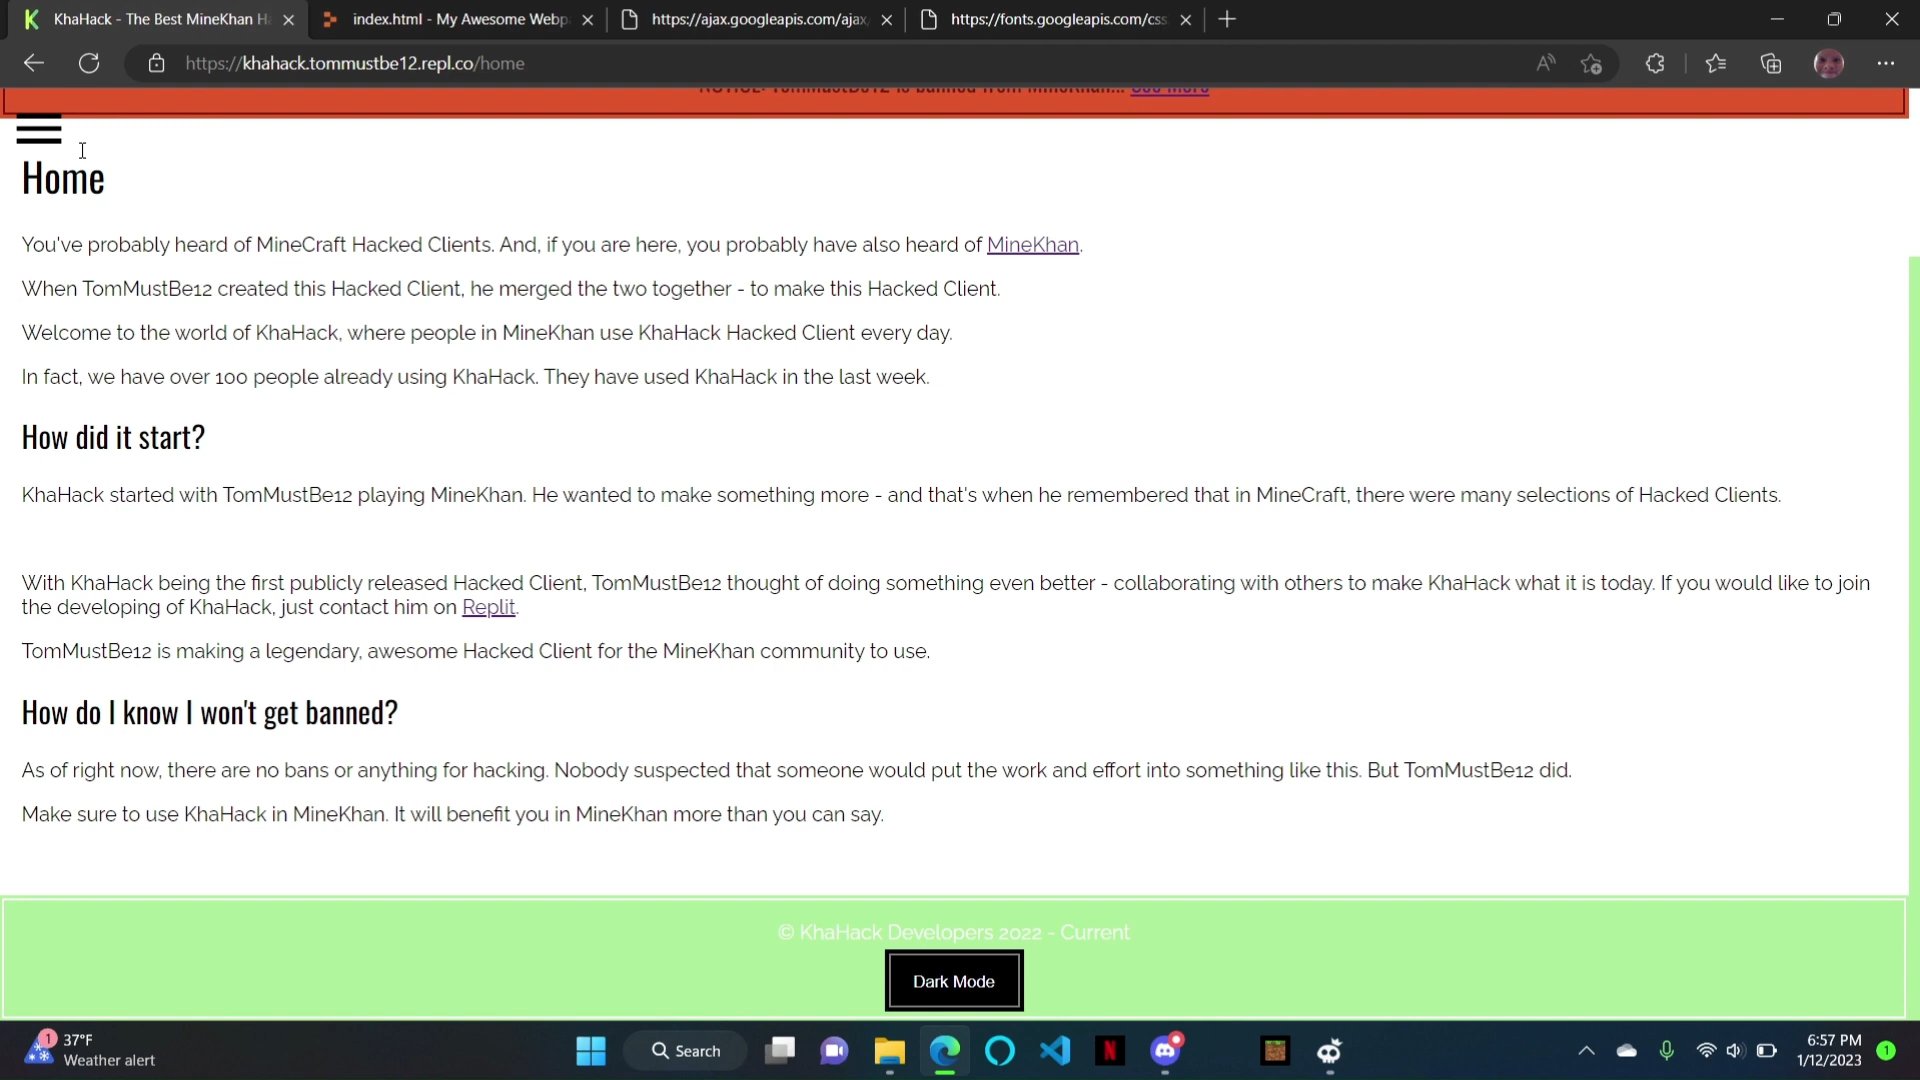 KhaHack - The Best MineKhan Ha
index.html - My Awesome Webp
https://ajax.googleapis.com/ajax/
https://fonts.googleapis.com/css
https://khahack.tommustbe12.repl.co/home
NOTICE: TomMustBe12 is banned from MineKhan... See More
Home
You've probably heard of MineCraft Hacked Clients. And, if you are here, you probably have also heard of MineKhan.
When TomMustBe12 created this Hacked Client, he merged the two together - to make this Hacked Client.
Welcome to the world of KhaHack, where people in MineKhan use KhaHack Hacked Client every day.
In fact, we have over 100 people already using KhaHack. They have used KhaHack in the last week.
How did it start?
KhaHack started with TomMustBe12 playing MineKhan. He wanted to make something more - and that's when he remembered that in MineCraft, there were many selections of Hacked Clients.
With KhaHack being the first publicly released Hacked Client, TomMustBe12 thought of doing something even better - collaborating with others to make KhaHack what it is today. If you would like to join
the developing of KhaHack, just contact him on Replit.
TomMustBe12 is making a legendary, awesome Hacked Client for the MineKhan community to use.
How do I know I won't get banned?
As of right now, there are no bans or anything for hacking. Nobody suspected that someone would put the work and effort into something like this. But TomMustBe12 did.
Make sure to use KhaHack in MineKhan. It will benefit you in MineKhan more than you can say.
© KhaHack Developers 2022 - Current
Dark Mode
1
37°F
Weather alert
Search
6:57 PM
1/12/2023
1